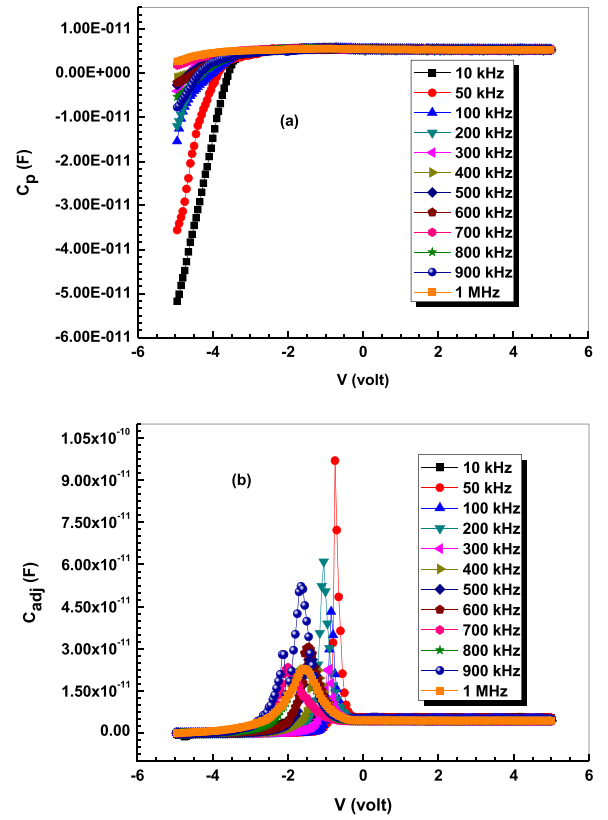 1.00E-011
0.00E+000
-1.00E-011
-2.00E-011
-3.00E-011
-4.00E-011
-5.00E-011
-6.00E-011
Cp (F)
(a)
10 kHz
50 kHz
100 kHz
200 kHz
300 kHz
400 kHz
500 kHz
600 kHz
700 kHz
800 kHz
900 kHz
1 MHz
-6 -4 -2 0 2 4 6
V (volt)
1.05x10⁻¹⁰
9.00x10⁻¹¹
7.50x10⁻¹¹
6.00x10⁻¹¹
4.50x10⁻¹¹
3.00x10⁻¹¹
1.50x10⁻¹¹
0.00
Cadj (F)
(b)
10 kHz
50 kHz
100 kHz
200 kHz
300 kHz
400 kHz
500 kHz
600 kHz
700 kHz
800 kHz
900 kHz
1 MHz
-6 -4 -2 0 2 4 6
V (volt)